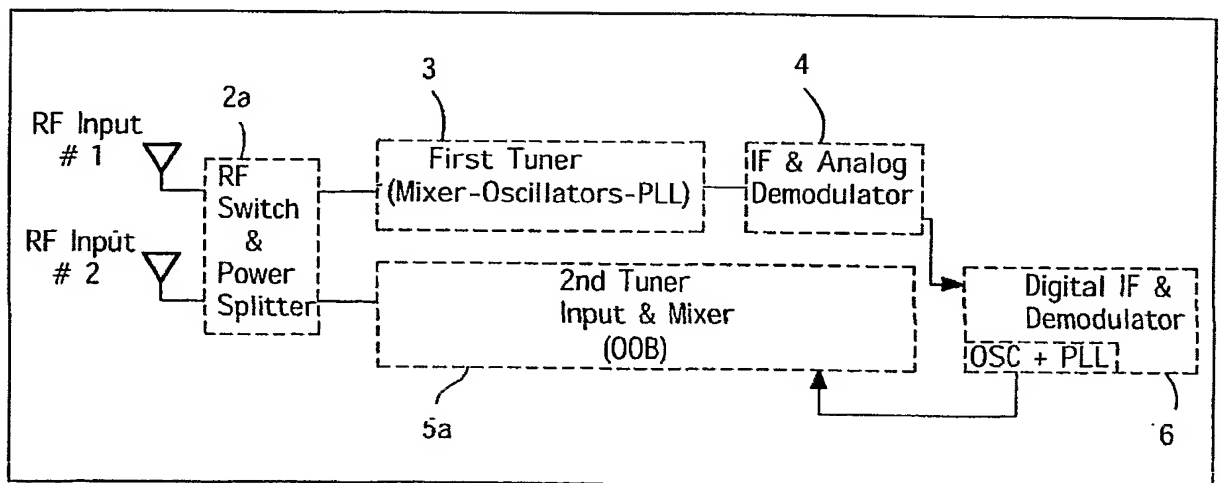 RF Input
# 1
RF Input
# 2
2a
RF
Switch
&
Power
Splitter
3
First Tuner
(Mixer-Oscillators-PLL)
4
IF & Analog
Demodulator
2nd Tuner
Input & Mixer
(OOB)
5a
Digital IF &
Demodulator
OSC + PLL
6